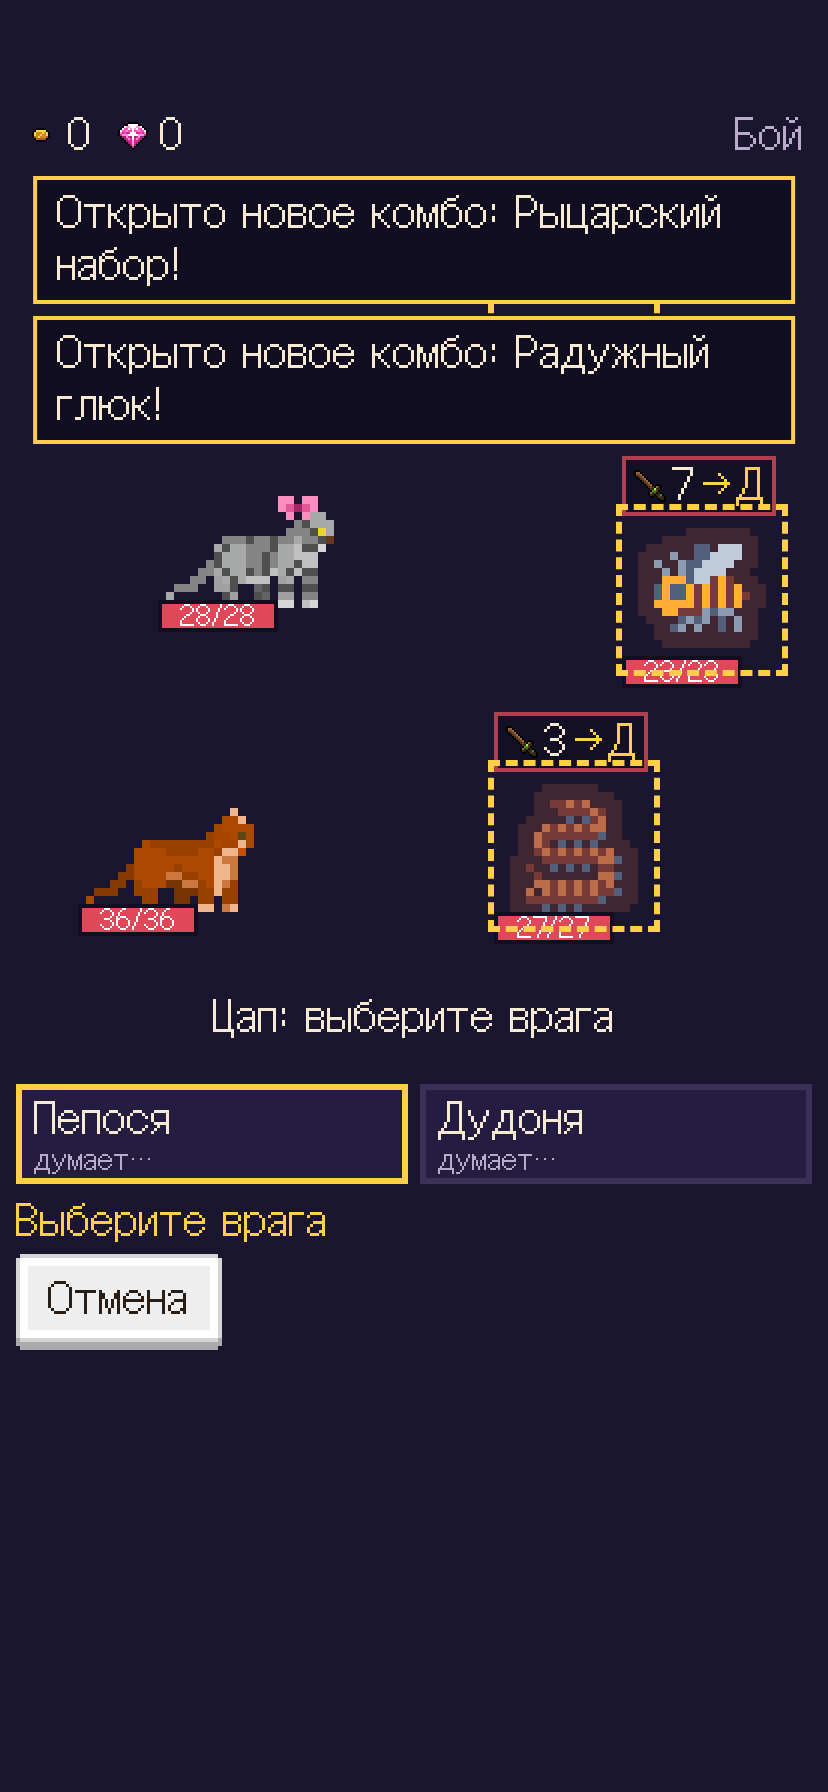 0 0 Бой
Открыто новое комбо: Рыцарский
набор!
Открыто новое комбо: Радужный
глюк!
7→Д
28/28
23/23
3→Д
36/36
27/27
Цап: выберите врага
Пепося
думает...
Дудоня
думает...
Выберите врага
Отмена